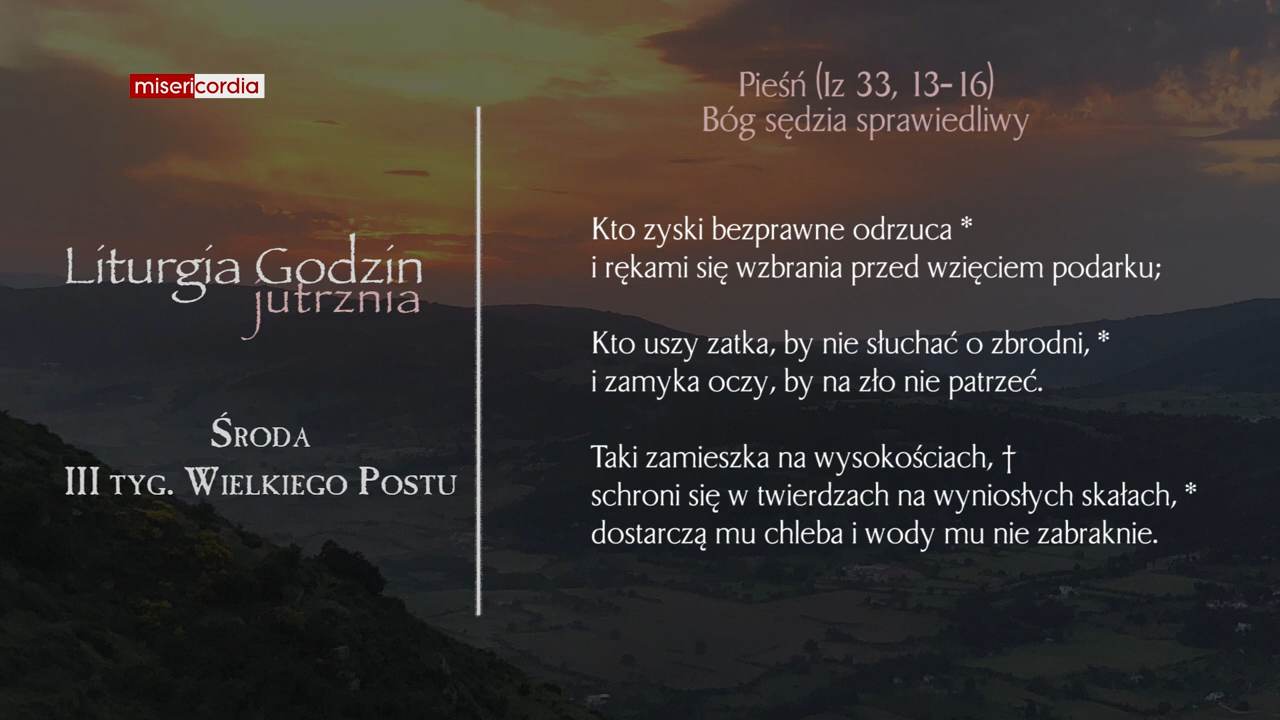 misericordia
Liturgia Godzin
jutrznia
Środa
III tyg. Wielkiego Postu
Pieśń (Iz 33, 13-16)
Bóg sędzia sprawiedliwy
Kto zyski bezprawne odrzuca *
i rękami się wzbrania przed wzięciem podarku;
Kto uszy zatka, by nie słuchać o zbrodni, *
i zamyka oczy, by na zło nie patrzeć.
Taki zamieszka na wysokościach, †
schroni się w twierdzach na wyniosłych skałach, *
dostarczą mu chleba i wody mu nie zabraknie.